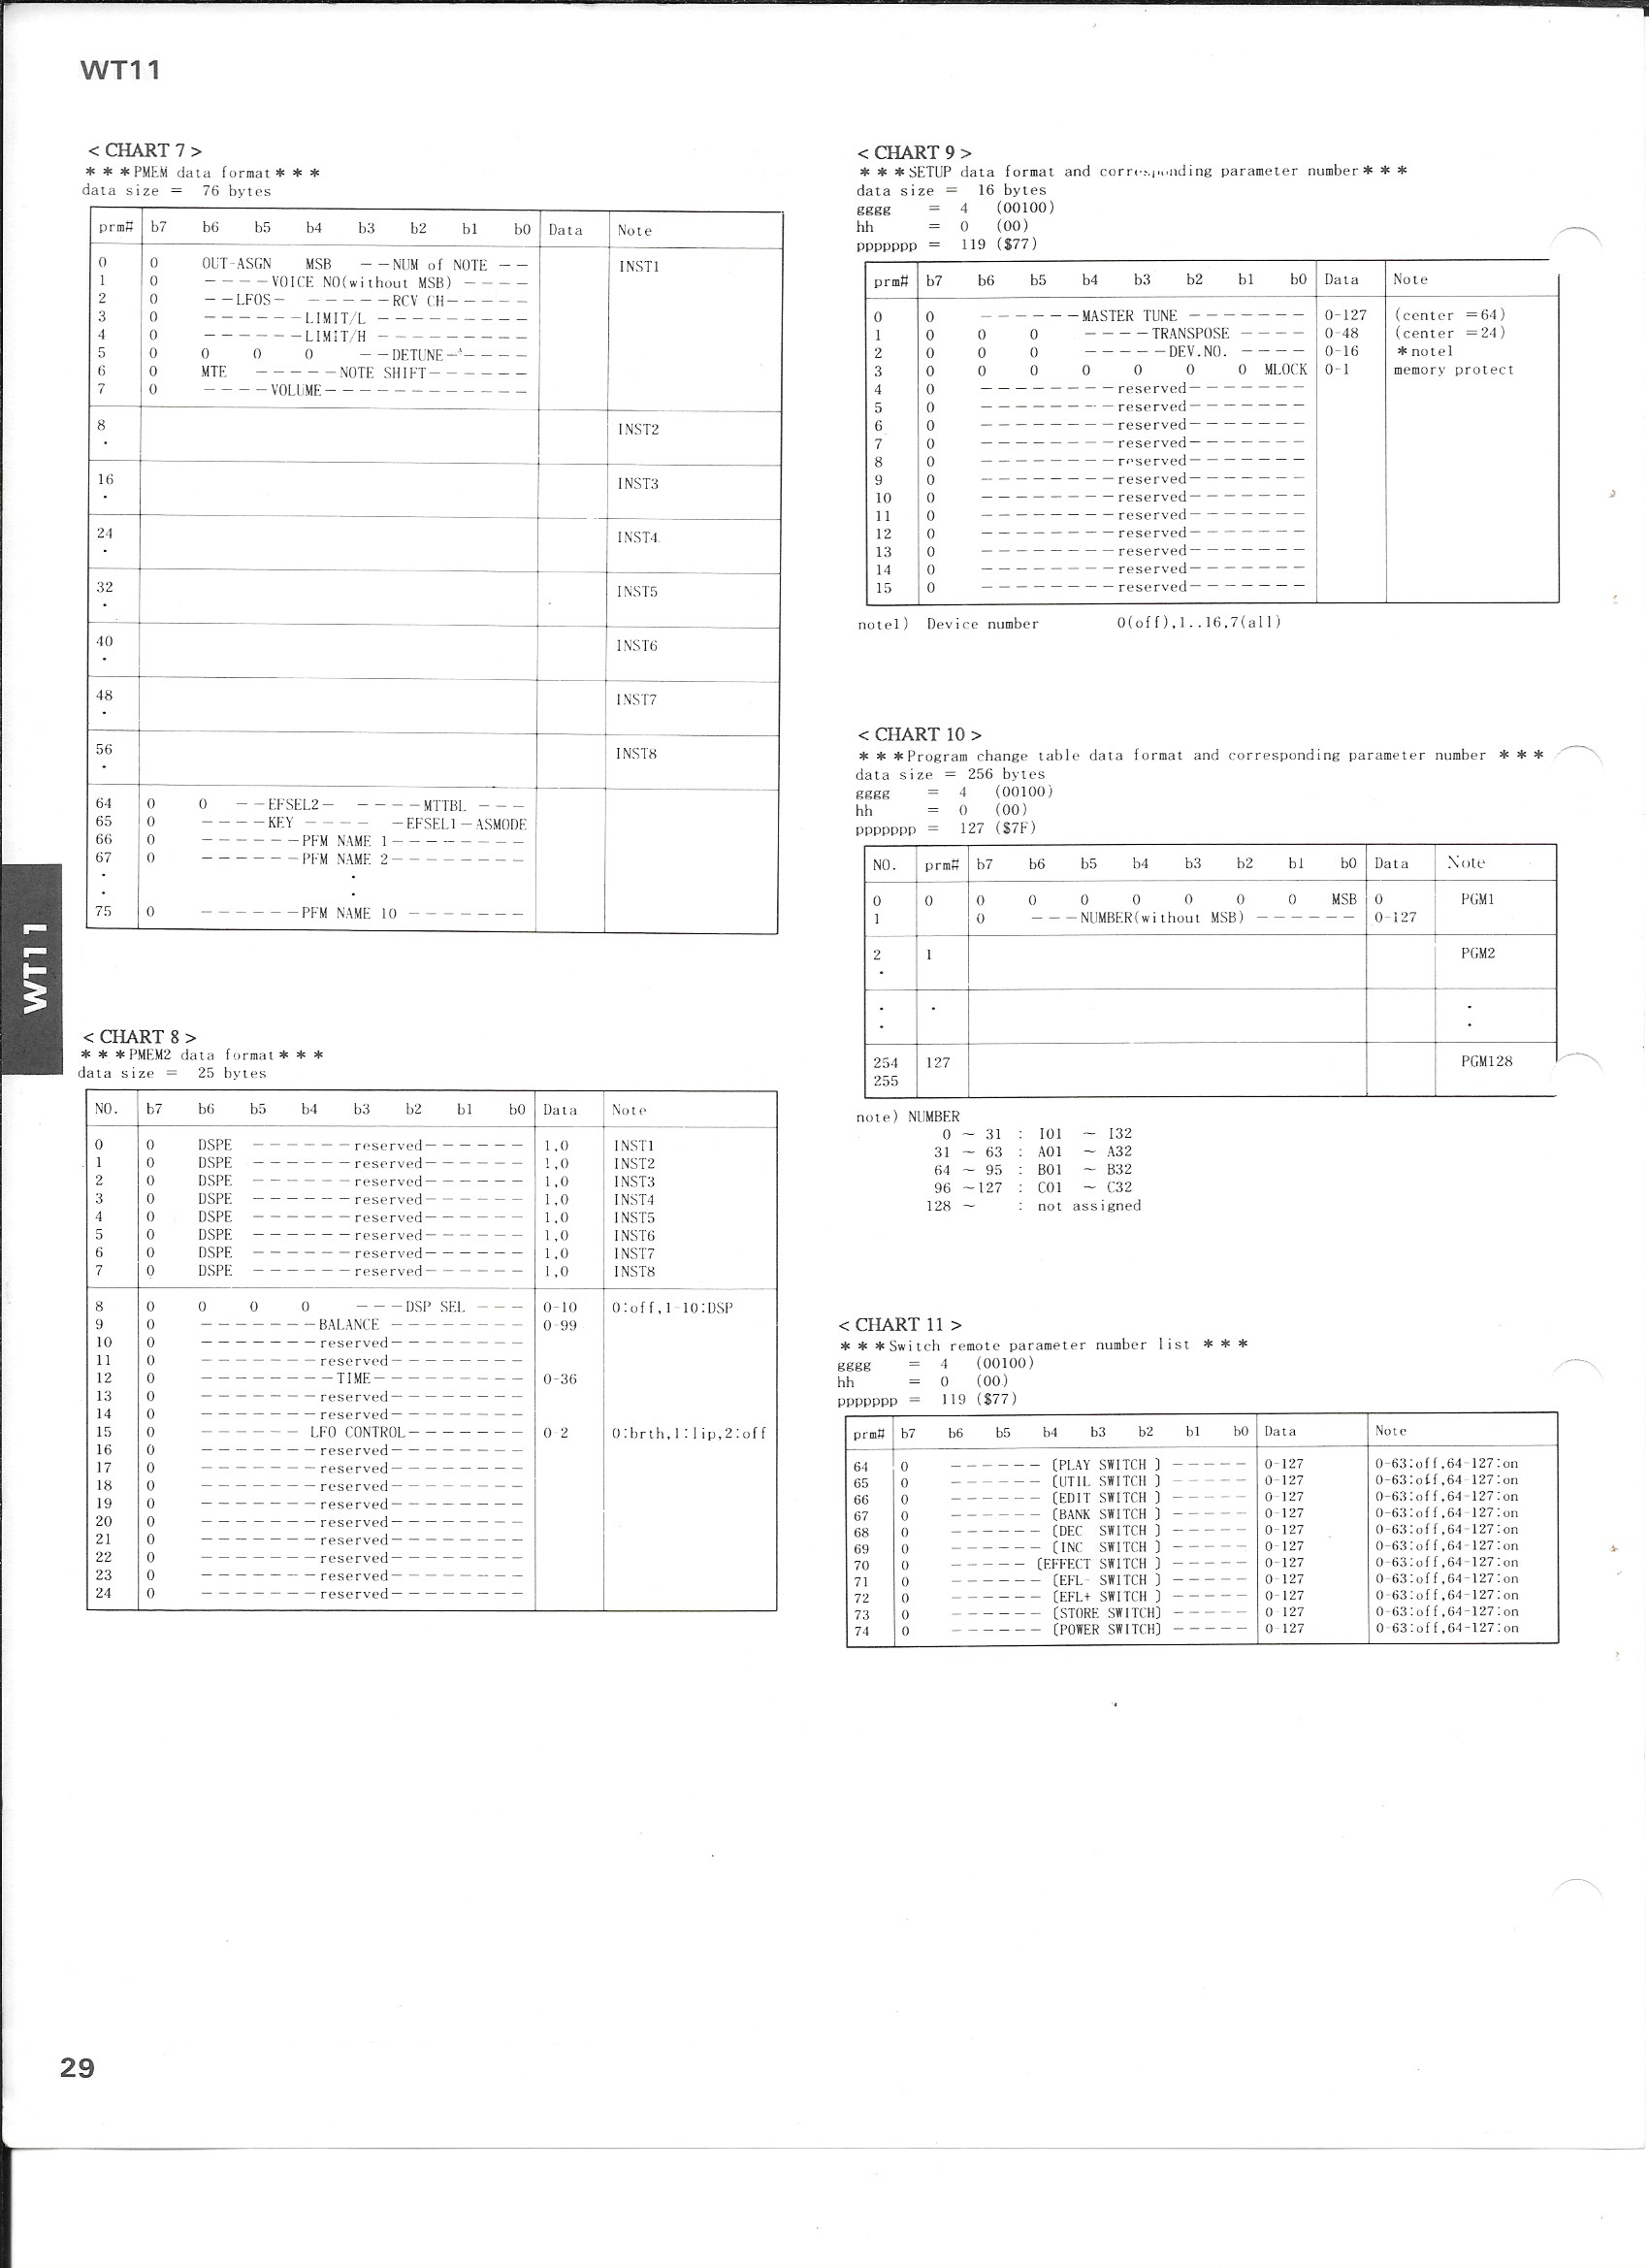 WT11
< CHART 7 >
* * * PMEM data format * * *
data size = 76 bytes
prm# b7 b6 b5 b4 b3 b2 b1 b0 Data Note
0 0 OUT-ASGN MSB --NUM of NOTE -- INST1
1 0 ----VOICE NO(without MSB) ----
2 0 --LFOS- -----RCV CH-----
3 0 ------LIMIT/L ---------
4 0 ------LIMIT/H ---------
5 0 0 0 0 --DETUNE-----
6 0 MTE -----NOTE SHIFT------
7 0 ----VOLUME------------
8 INST2
.
16 INST3
.
24 INST4
.
32 INST5
.
40 INST6
.
48 INST7
.
56 INST8
.
64 0 0 --EFSEL2- ----MTTBL ---
65 0 ----KEY ---- -EFSEL1-ASMODE
66 0 ------PFM NAME 1--------
67 0 ------PFM NAME 2--------
. .
. .
75 0 ------PFM NAME 10 -------
< CHART 8 >
* * * PMEM2 data format * * *
data size = 25 bytes
NO. b7 b6 b5 b4 b3 b2 b1 b0 Data Note
0 0 DSPE ------reserved------ 1,0 INST1
1 0 DSPE ------reserved------ 1,0 INST2
2 0 DSPE ------reserved------ 1,0 INST3
3 0 DSPE ------reserved------ 1,0 INST4
4 0 DSPE ------reserved------ 1,0 INST5
5 0 DSPE ------reserved------ 1,0 INST6
6 0 DSPE ------reserved------ 1,0 INST7
7 0 DSPE ------reserved------ 1,0 INST8
8 0 0 0 0 ---DSP SEL --- 0-10 0:off,1-10:DSP
9 0 -------BALANCE -------- 0-99
10 0 -------reserved--------
11 0 -------reserved--------
12 0 --------TIME--------- 0-36
13 0 -------reserved--------
14 0 -------reserved--------
15 0 ------ LFO CONTROL------- 0-2 0:brth,1:lip,2:off
16 0 -------reserved--------
17 0 -------reserved--------
18 0 -------reserved--------
19 0 -------reserved--------
20 0 -------reserved--------
21 0 -------reserved--------
22 0 -------reserved--------
23 0 -------reserved--------
24 0 -------reserved--------
< CHART 9 >
* * * SETUP data format and corresponding parameter number * * *
data size = 16 bytes
gggg = 4 (00100)
hh = 0 (00)
ppppppp = 119 ($77)
prm# b7 b6 b5 b4 b3 b2 b1 b0 Data Note
0 0 ------MASTER TUNE ------- 0-127 (center =64)
1 0 0 0 ----TRANSPOSE ---- 0-48 (center =24)
2 0 0 0 -----DEV.NO. ---- 0-16 *note1
3 0 0 0 0 0 0 0 MLOCK 0-1 memory protect
4 0 --------reserved-------
5 0 --------reserved-------
6 0 --------reserved-------
7 0 --------reserved-------
8 0 --------reserved-------
9 0 --------reserved-------
10 0 --------reserved-------
11 0 --------reserved-------
12 0 --------reserved-------
13 0 --------reserved-------
14 0 --------reserved-------
15 0 --------reserved-------
note1) Device number 0(off),1..16,7(all)
< CHART 10 >
* * * Program change table data format and corresponding parameter number * * *
data size = 256 bytes
gggg = 4 (00100)
hh = 0 (00)
ppppppp = 127 ($7F)
NO. prm# b7 b6 b5 b4 b3 b2 b1 b0 Data Note
0 0 0 0 0 0 0 0 0 MSB 0 PGM1
1 0 ---NUMBER(without MSB) ------ 0-127
2 1 PGM2
.
. . .
. .
254 127 PGM128
255
note) NUMBER
0 ~ 31 : I01 ~ I32
31 ~ 63 : A01 ~ A32
64 ~ 95 : B01 ~ B32
96 ~127 : C01 ~ C32
128 ~ : not assigned
< CHART 11 >
* * * Switch remote parameter number list * * *
gggg = 4 (00100)
hh = 0 (00)
ppppppp = 119 ($77)
prm# b7 b6 b5 b4 b3 b2 b1 b0 Data Note
64 0 ------ (PLAY SWITCH ) ----- 0-127 0-63:off,64-127:on
65 0 ------ (UTIL SWITCH ) ----- 0-127 0-63:off,64-127:on
66 0 ------ (EDIT SWITCH ) ----- 0-127 0-63:off,64-127:on
67 0 ------ (BANK SWITCH ) ----- 0-127 0-63:off,64-127:on
68 0 ------ (DEC SWITCH ) ----- 0-127 0-63:off,64-127:on
69 0 ------ (INC SWITCH ) ----- 0-127 0-63:off,64-127:on
70 0 ----- (EFFECT SWITCH ) ----- 0-127 0-63:off,64-127:on
71 0 ------ (EFL- SWITCH ) ----- 0-127 0-63:off,64-127:on
72 0 ------ (EFL+ SWITCH ) ----- 0-127 0-63:off,64-127:on
73 0 ------ (STORE SWITCH) ----- 0-127 0-63:off,64-127:on
74 0 ------ (POWER SWITCH) ----- 0-127 0-63:off,64-127:on
WT11
29